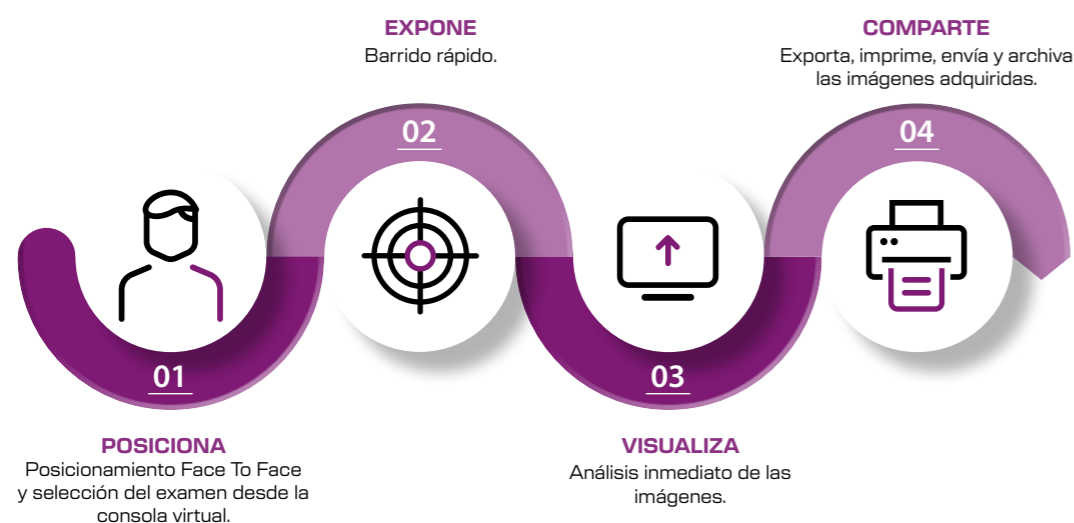 01
POSICIONA
Posicionamiento Face To Face
y selección del examen desde la
consola virtual.
EXPONE
Barrido rápido.
02
03
VISUALIZA
Análisis inmediato de las
imágenes.
COMPARTE
Exporta, imprime, envía y archiva
las imágenes adquiridas.
04